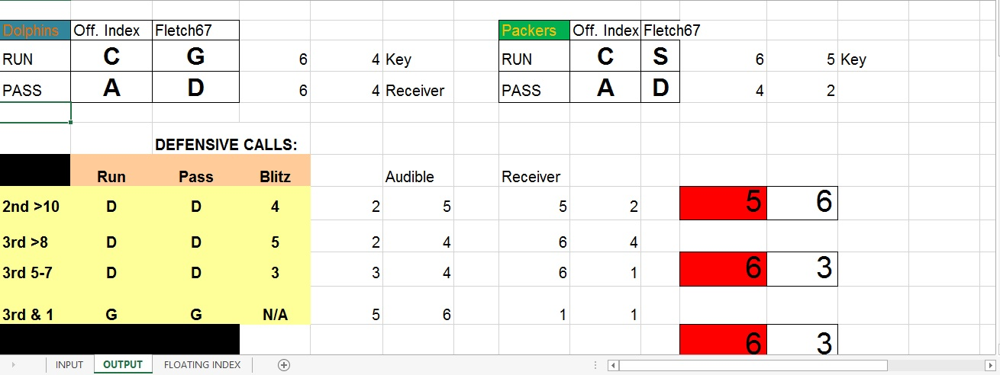 Dolphins Off. Index Fletch67 Packers Off. Index Fletch67
RUN C G 6 4 Key RUN C S 6 5 Key
PASS A D 6 4 Receiver PASS A D 4 2
DEFENSIVE CALLS:
Run Pass Blitz Audible Receiver
2nd >10 D D 4 2 5 5 2 5 6
3rd >8 D D 5 2 4 6 4
3rd 5-7 D D 3 3 4 6 1 6 3
3rd & 1 G G N/A 5 6 1 1
6 3
INPUT OUTPUT FLOATING INDEX